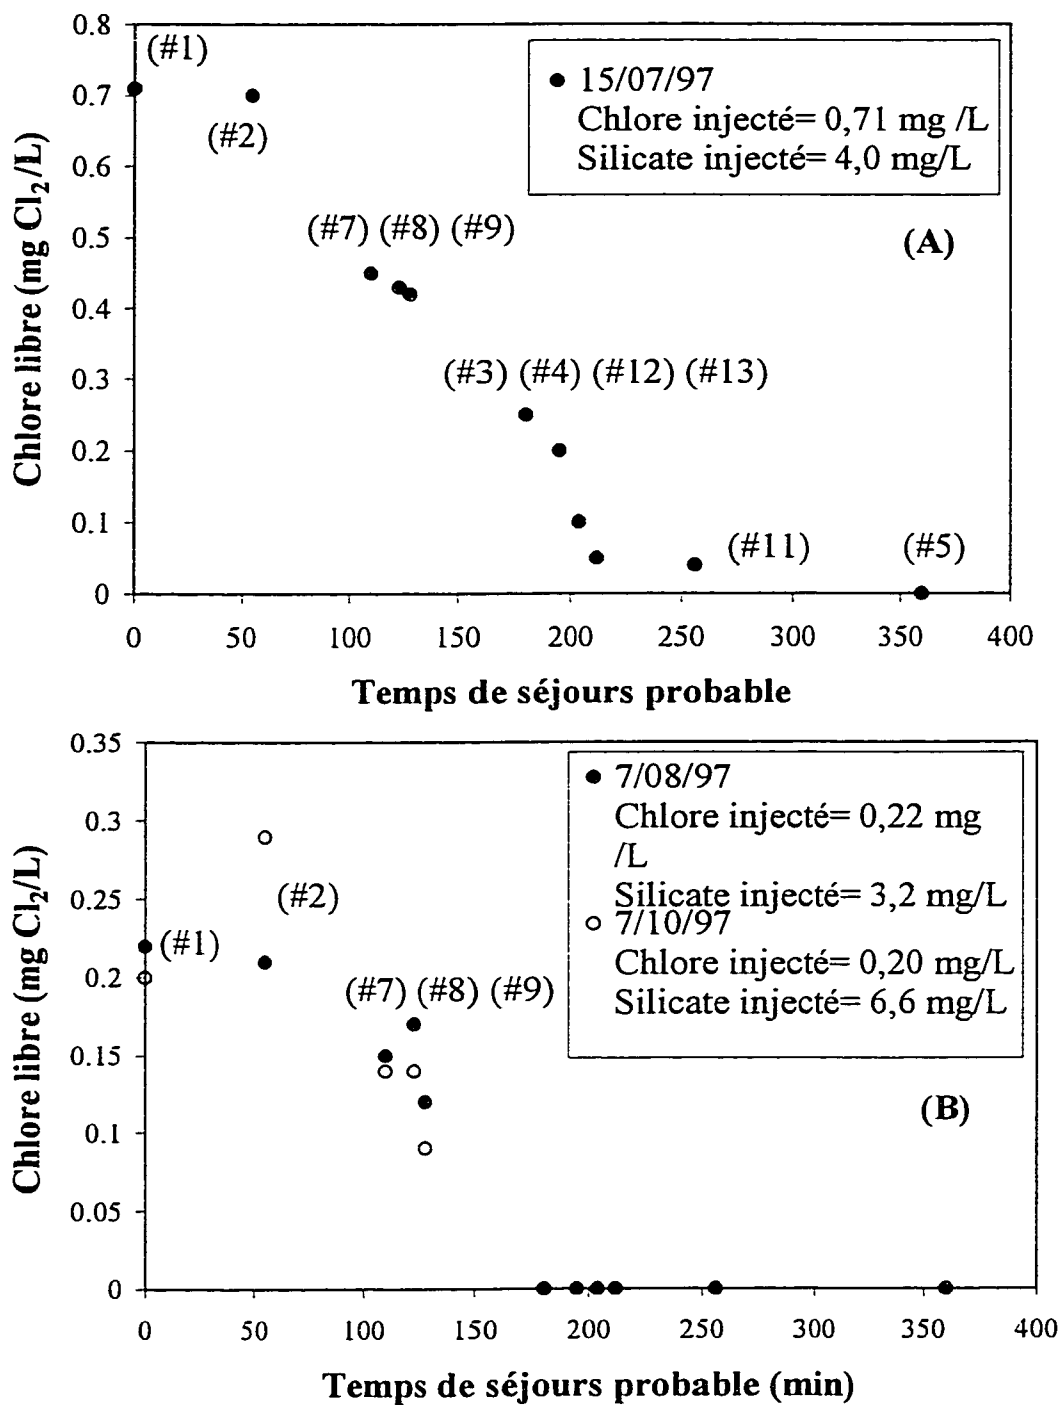 0.8
(#1)
15/07/97
Chlore injecté= 0,71 mg /L
Silicate injecté= 4,0 mg/L
0.7
(#2)
0.6
(#7) (#8) (#9)
(A)
0.5
0.4
(#3) (#4) (#12) (#13)
0.3
0.2
0.1
(#11)
(#5)
0
0 50 100 150 200 250 300 350 400
Chlore libre (mg Cl₂/L)
Temps de séjours probable
0.35
7/08/97
Chlore injecté= 0,22 mg
/L
Silicate injecté= 3,2 mg/L
7/10/97
Chlore injecté= 0,20 mg/L
Silicate injecté= 6,6 mg/L
0.3
(#2)
0.25
(#1)
0.2
(#7) (#8) (#9)
0.15
(B)
0.1
0.05
0
0 50 100 150 200 250 300 350 400
Chlore libre (mg Cl₂/L)
Temps de séjours probable (min)